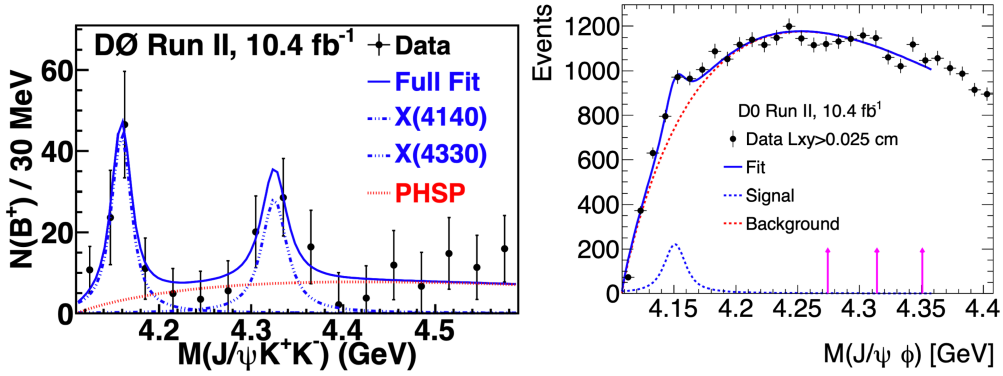 DØ Run II, 10.4 fb⁻¹
Data
Full Fit
X(4140)
X(4330)
PHSP
N(B⁺) / 30 MeV
60
40
20
0
4.2 4.3 4.4 4.5
M(J/ψK⁺K⁻) (GeV)
Events
1200
1000
800
600
400
200
0
D0 Run II, 10.4 fb¹
Data Lxy>0.025 cm
Fit
Signal
Background
4.15 4.2 4.25 4.3 4.35 4.4
M(J/ψ ϕ) [GeV]